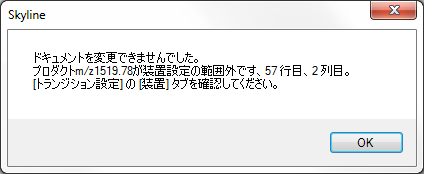 Skyline
ドキュメントを変更できませんでした。
プロダクトm/z1519.78が装置設定の範囲外です、57 行目、2 列目。
[トランジション設定] の [装置] タブを確認してください。
OK